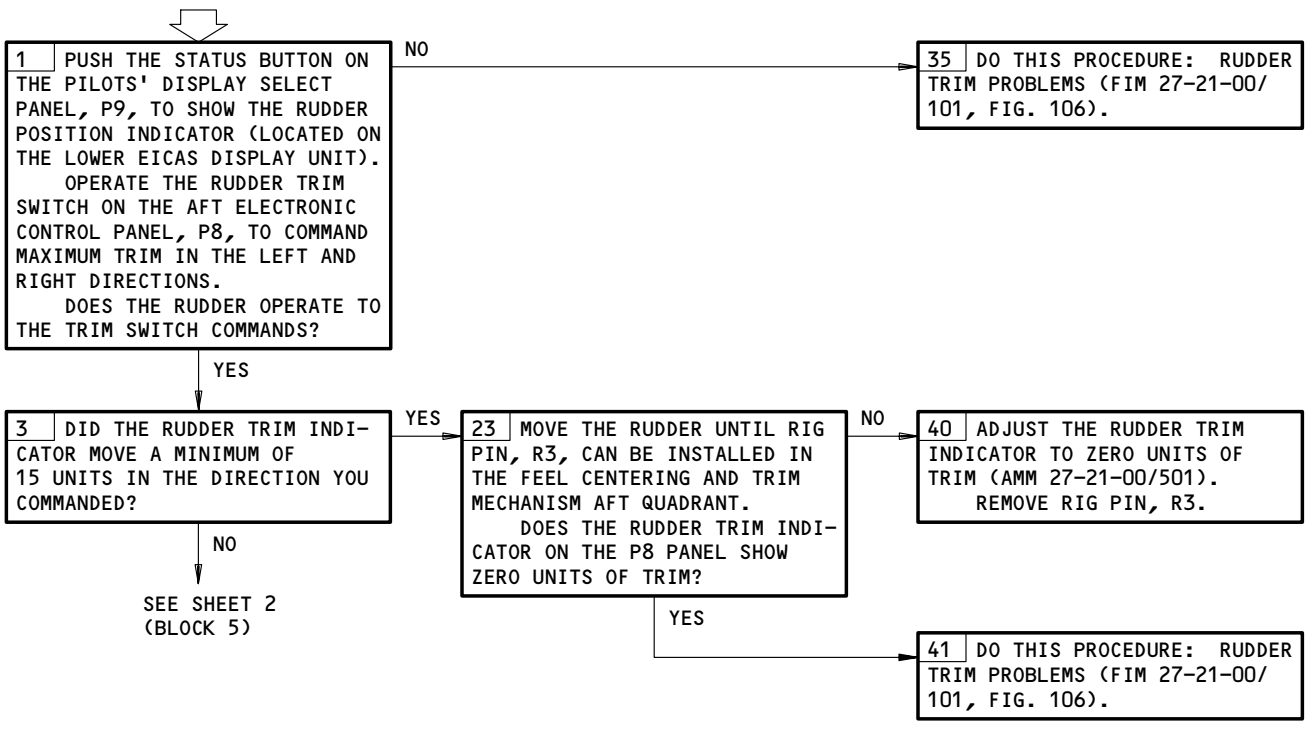 1 PUSH THE STATUS BUTTON ON
THE PILOTS' DISPLAY SELECT
PANEL, P9, TO SHOW THE RUDDER
POSITION INDICATOR (LOCATED ON
THE LOWER EICAS DISPLAY UNIT).
OPERATE THE RUDDER TRIM
SWITCH ON THE AFT ELECTRONIC
CONTROL PANEL, P8, TO COMMAND
MAXIMUM TRIM IN THE LEFT AND
RIGHT DIRECTIONS.
DOES THE RUDDER OPERATE TO
THE TRIM SWITCH COMMANDS?
NO
35 DO THIS PROCEDURE: RUDDER
TRIM PROBLEMS (FIM 27-21-00/
101, FIG. 106).
YES
3 DID THE RUDDER TRIM INDI-
CATOR MOVE A MINIMUM OF
15 UNITS IN THE DIRECTION YOU
COMMANDED?
YES
23 MOVE THE RUDDER UNTIL RIG
PIN, R3, CAN BE INSTALLED IN
THE FEEL CENTERING AND TRIM
MECHANISM AFT QUADRANT.
DOES THE RUDDER TRIM INDI-
CATOR ON THE P8 PANEL SHOW
ZERO UNITS OF TRIM?
NO
40 ADJUST THE RUDDER TRIM
INDICATOR TO ZERO UNITS OF
TRIM (AMM 27-21-00/501).
REMOVE RIG PIN, R3.
NO
SEE SHEET 2
(BLOCK 5)
YES
41 DO THIS PROCEDURE: RUDDER
TRIM PROBLEMS (FIM 27-21-00/
101, FIG. 106).